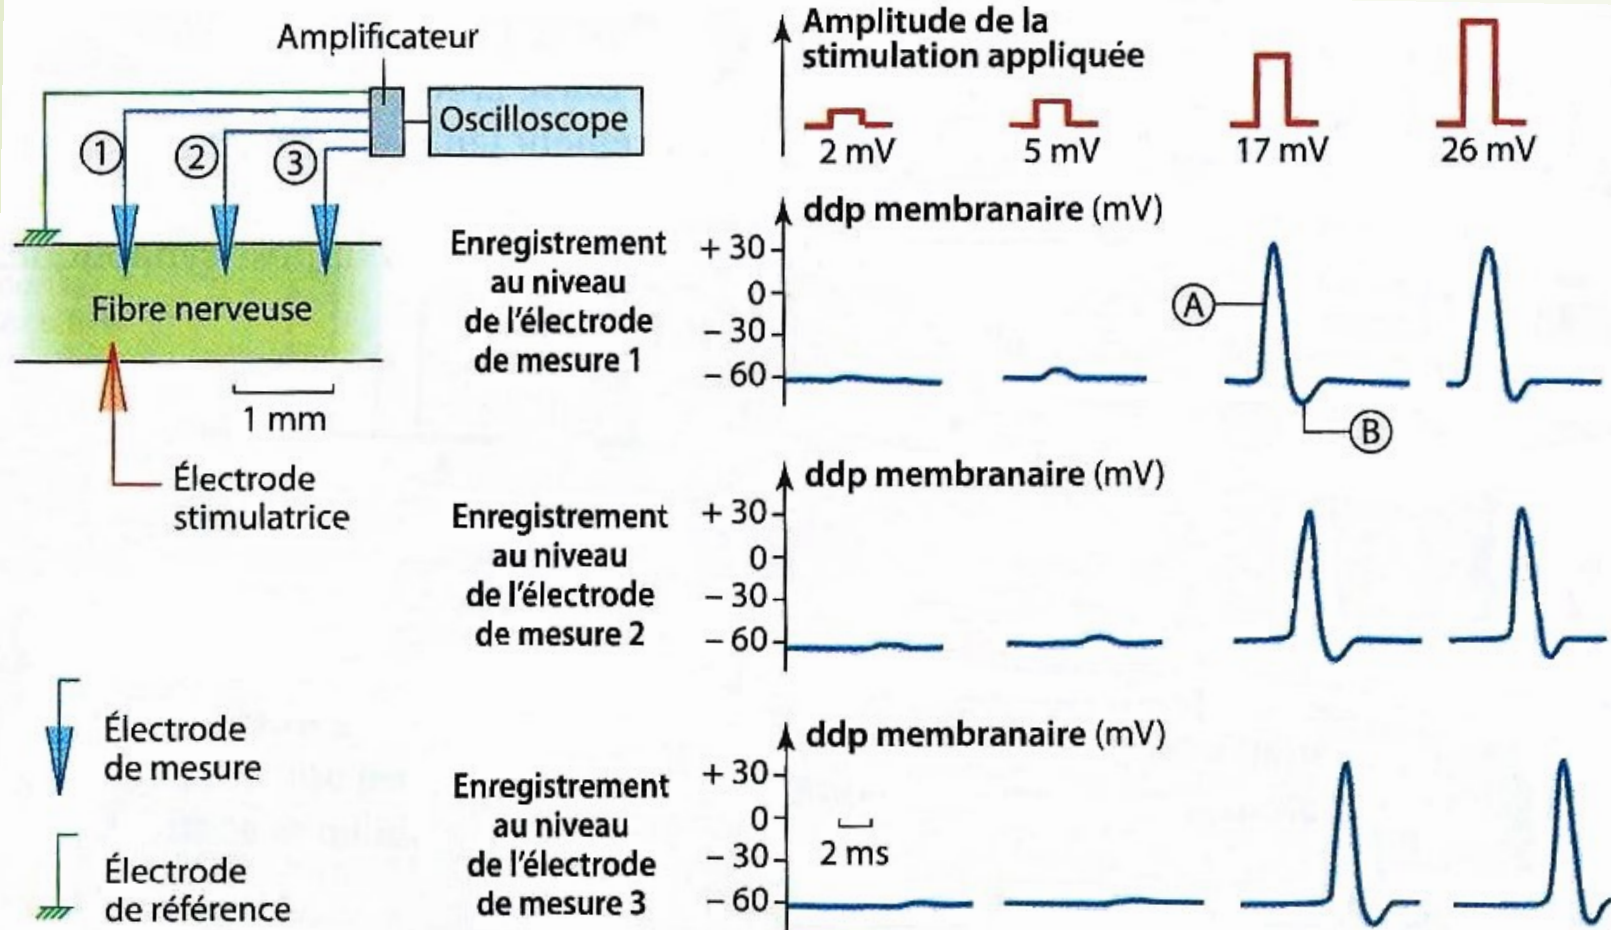 Amplificateur
Oscilloscope
1
2
3
Fibre nerveuse
1 mm
Électrode
stimulatrice
Électrode
de mesure
Électrode
de référence
Amplitude de la
stimulation appliquée
2 mV
5 mV
17 mV
26 mV
Enregistrement
au niveau
de l'électrode
de mesure 1
ddp membranaire (mV)
+ 30
0
– 30
– 60
A
B
Enregistrement
au niveau
de l'électrode
de mesure 2
ddp membranaire (mV)
+ 30
0
– 30
– 60
Enregistrement
au niveau
de l'électrode
de mesure 3
ddp membranaire (mV)
+ 30
0
– 30
– 60
2 ms